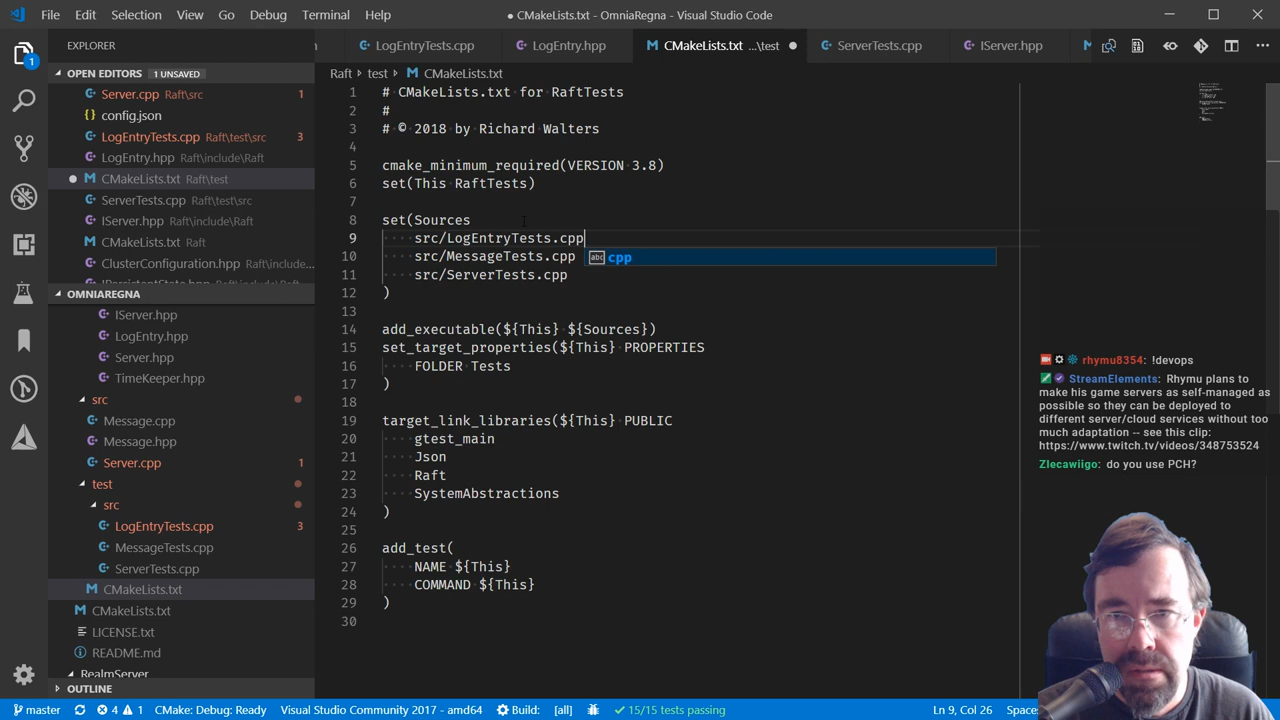 File Edit Selection View Go Debug Terminal Help
● CMakeLists.txt - OmniaRegna - Visual Studio Code
EXPLORER
LogEntryTests.cpp
LogEntry.hpp
CMakeLists.txt ...\test ●
ServerTests.cpp
IServer.hpp
OPEN EDITORS 1 UNSAVED
Server.cpp Raft\src 1
config.json
LogEntryTests.cpp Raft\test\src 3
LogEntry.hpp Raft\include\Raft
CMakeLists.txt Raft\test
ServerTests.cpp Raft\test\src
IServer.hpp Raft\include\Raft
CMakeLists.txt Raft
ClusterConfiguration.hpp Raft\include...
OMNIAREGNA
IServer.hpp
LogEntry.hpp
Server.hpp
TimeKeeper.hpp
src
Message.cpp
Message.hpp
Server.cpp 1
test
src
LogEntryTests.cpp 3
MessageTests.cpp
ServerTests.cpp
CMakeLists.txt
CMakeLists.txt
LICENSE.txt
README.md
RealmServer
OUTLINE
Raft › test › CMakeLists.txt
1 # CMakeLists.txt for RaftTests
2 #
3 # © 2018 by Richard Walters
4
5 cmake_minimum_required(VERSION 3.8)
6 set(This RaftTests)
7
8 set(Sources
9 src/LogEntryTests.cpp
10 src/MessageTests.cpp
11 src/ServerTests.cpp
12 )
13
14 add_executable(${This} ${Sources})
15 set_target_properties(${This} PROPERTIES
16 FOLDER Tests
17 )
18
19 target_link_libraries(${This} PUBLIC
20 gtest_main
21 Json
22 Raft
23 SystemAbstractions
24 )
25
26 add_test(
27 NAME ${This}
28 COMMAND ${This}
29 )
30
abc cpp
rhymu8354: !devops
StreamElements: Rhymu plans to
make his game servers as self-managed as
possible so they can be deployed to
different server/cloud services without too
much adaptation -- see this clip:
https://www.twitch.tv/videos/348753524
Zlecawiigo: do you use PCH?
master 4 1 CMake: Debug: Ready Visual Studio Community 2017 - amd64 Build: [all] ✓ 15/15 tests passing Ln 9, Col 26 Space: